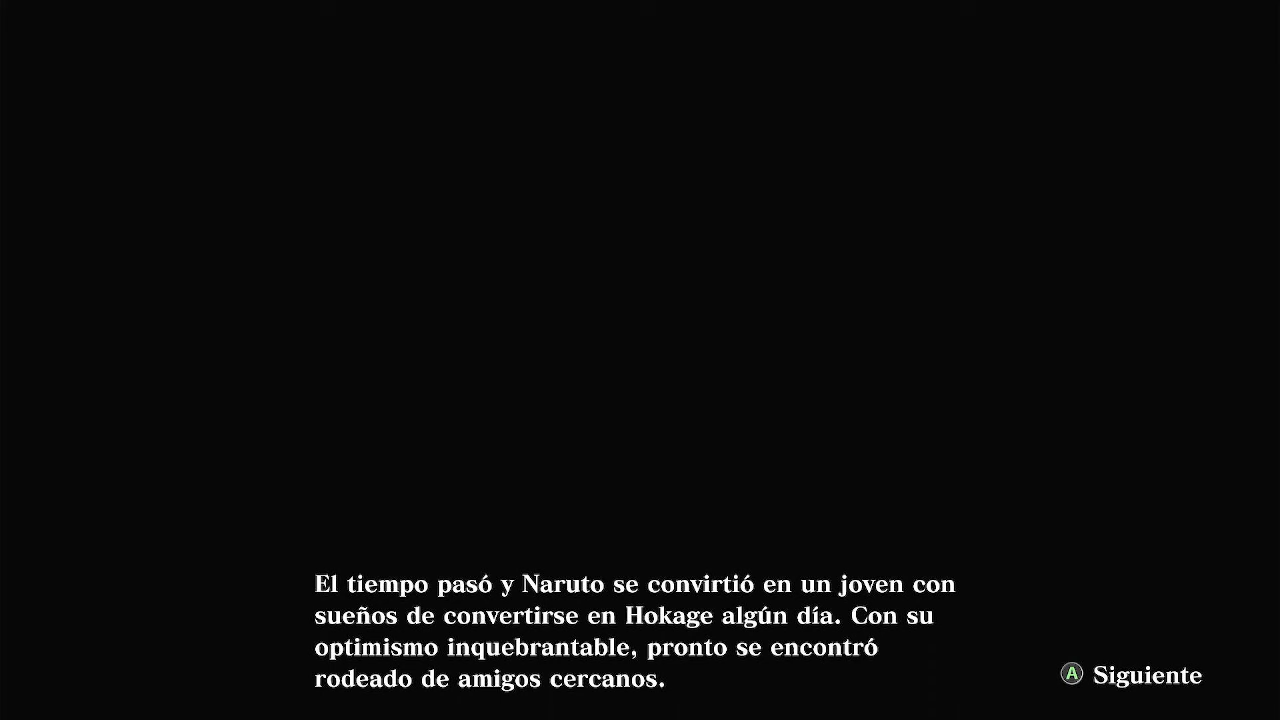 El tiempo pasó y Naruto se convirtió en un joven con
sueños de convertirse en Hokage algún día. Con su
optimismo inquebrantable, pronto se encontró
rodeado de amigos cercanos.
A Siguiente